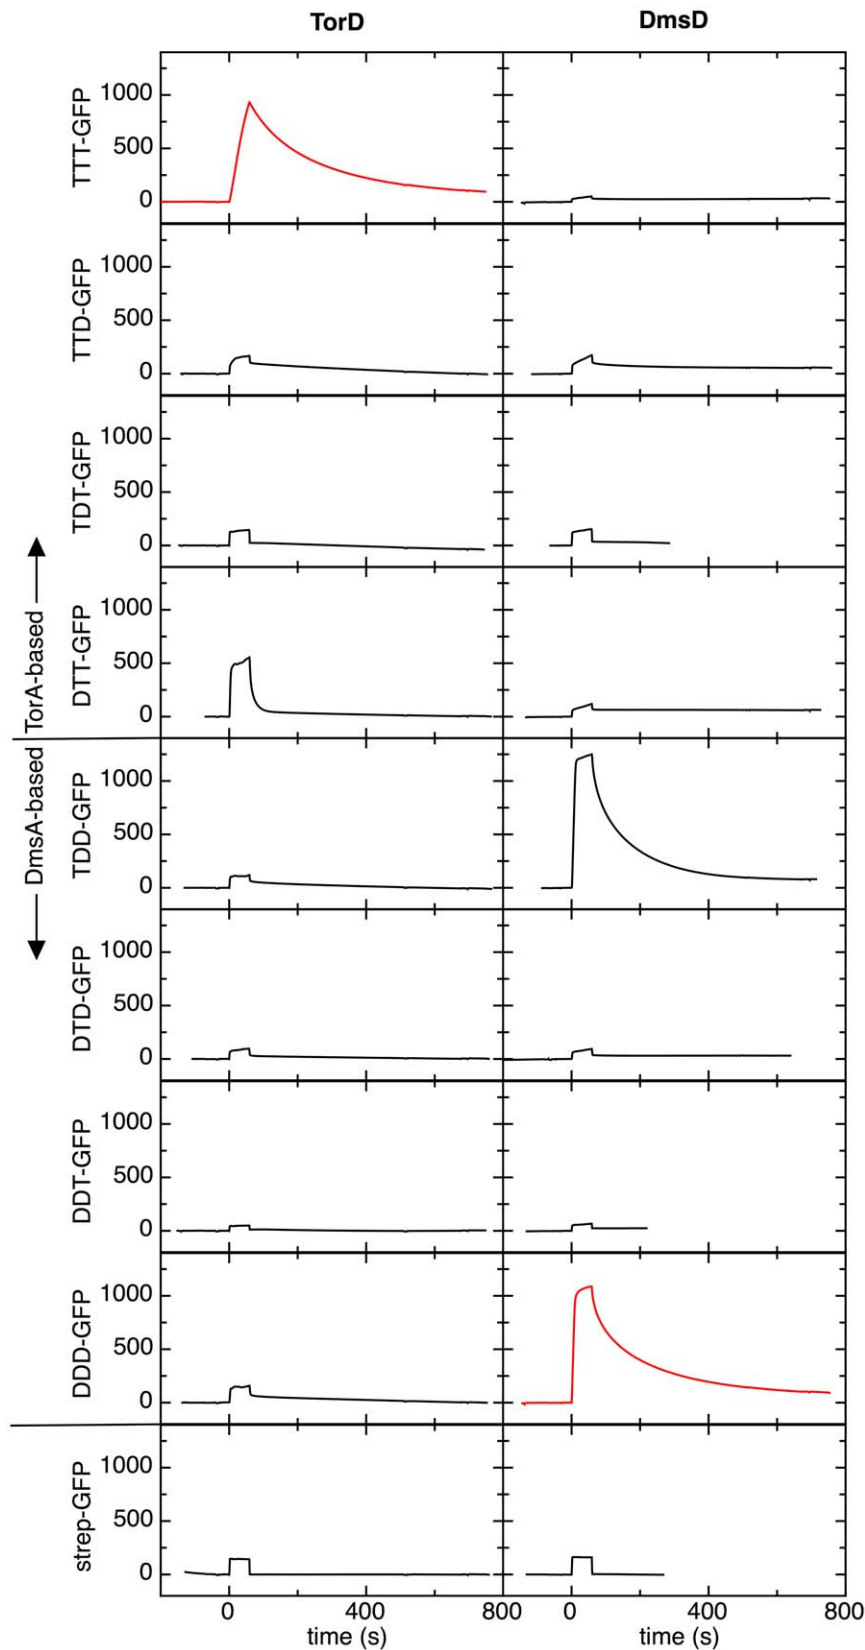 TorD DmsD
TTT-GFP
1000
500
0
TTD-GFP
1000
500
0
TDT-GFP
1000
500
0
DTT-GFP
1000
500
0
TorA-based
DmsA-based
TDD-GFP
1000
500
0
DTD-GFP
1000
500
0
DDT-GFP
1000
500
0
DDD-GFP
1000
500
0
strep-GFP
1000
500
0
0 400 800 0 400 800
time (s) time (s)